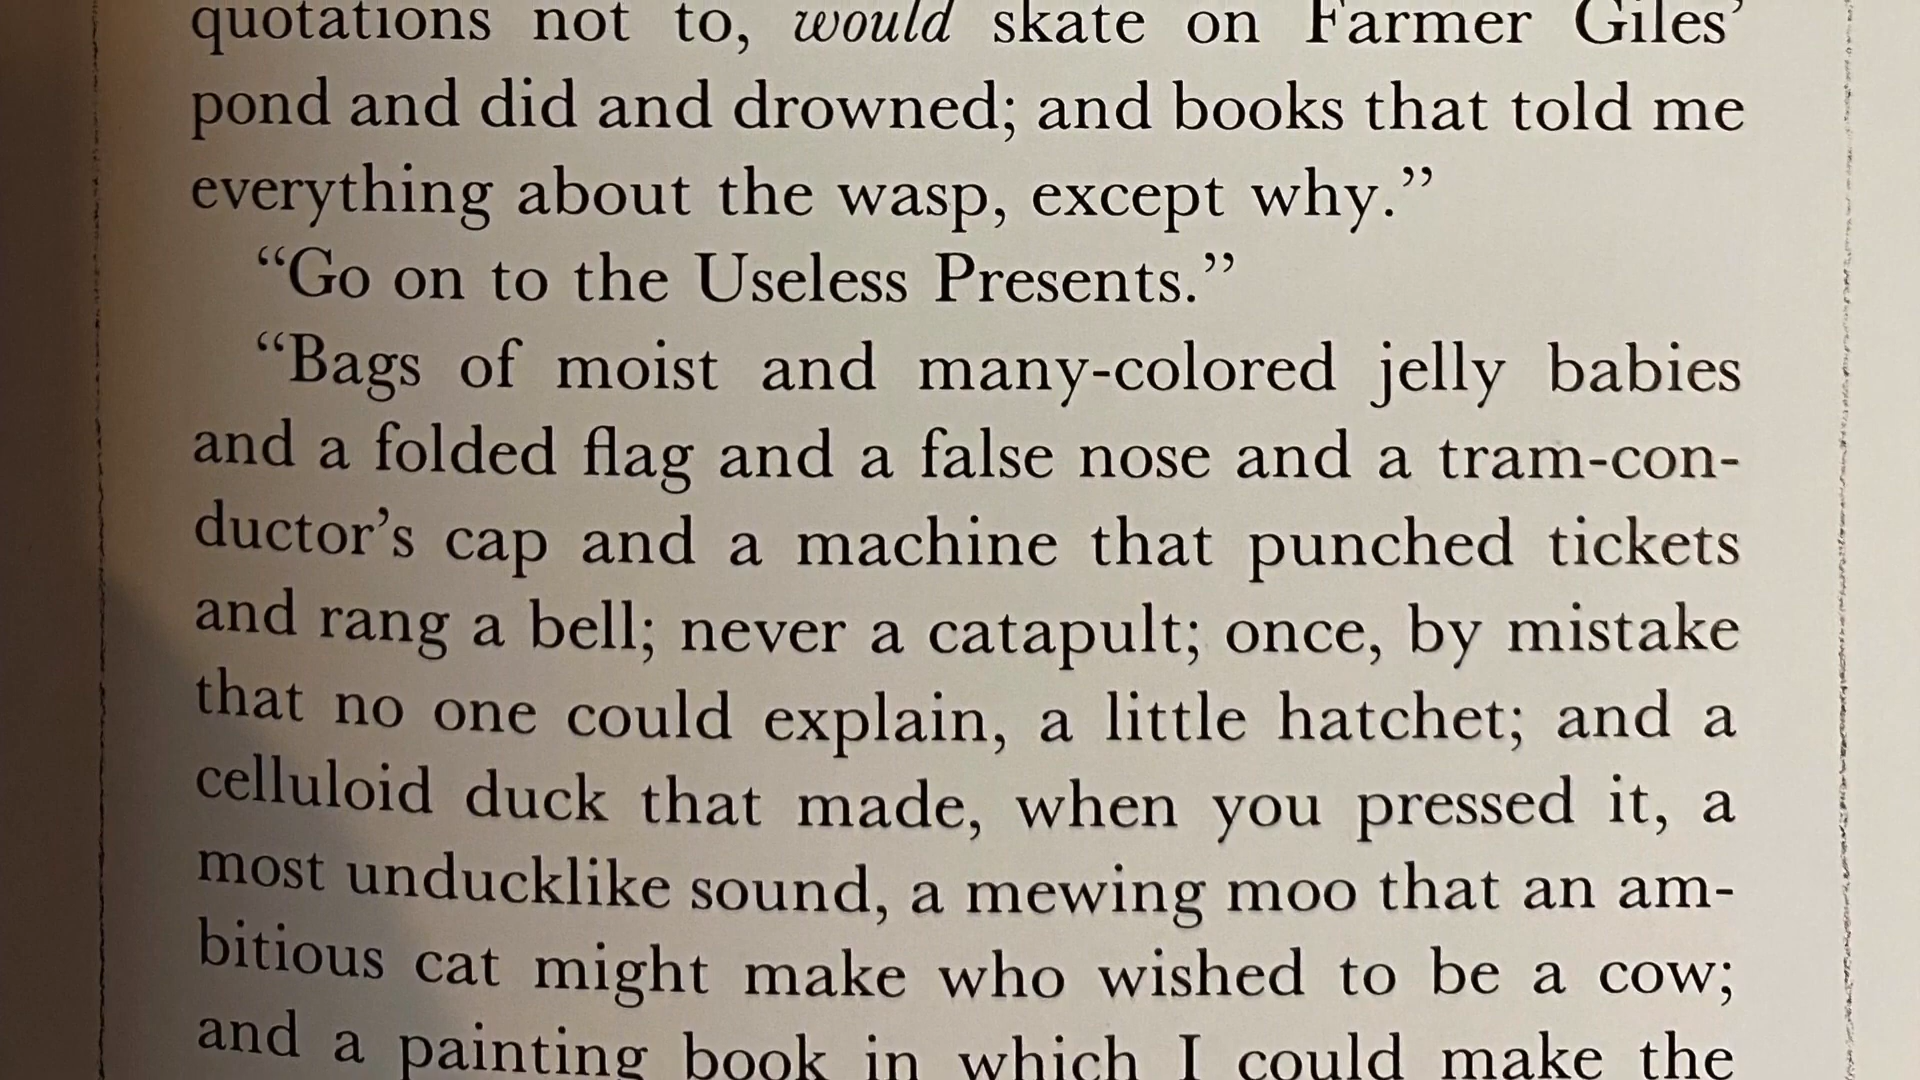 quotations not to, would skate on Farmer Giles’
pond and did and drowned; and books that told me
everything about the wasp, except why.”
“Go on to the Useless Presents.”
“Bags of moist and many-colored jelly babies
and a folded flag and a false nose and a tram-con-
ductor’s cap and a machine that punched tickets
and rang a bell; never a catapult; once, by mistake
that no one could explain, a little hatchet; and a
celluloid duck that made, when you pressed it, a
most unducklike sound, a mewing moo that an am-
bitious cat might make who wished to be a cow;
and a painting book in which I could make the